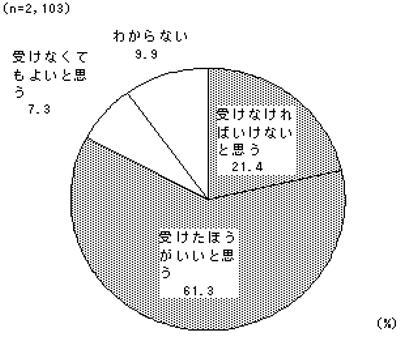 (n=2,103)
わからない
9.9
受けなくて
もよいと思
う
7.3
受けなけれ
ばいけない
と思う
21.4
受けたほう
がいいと思
う
61.3
(%)